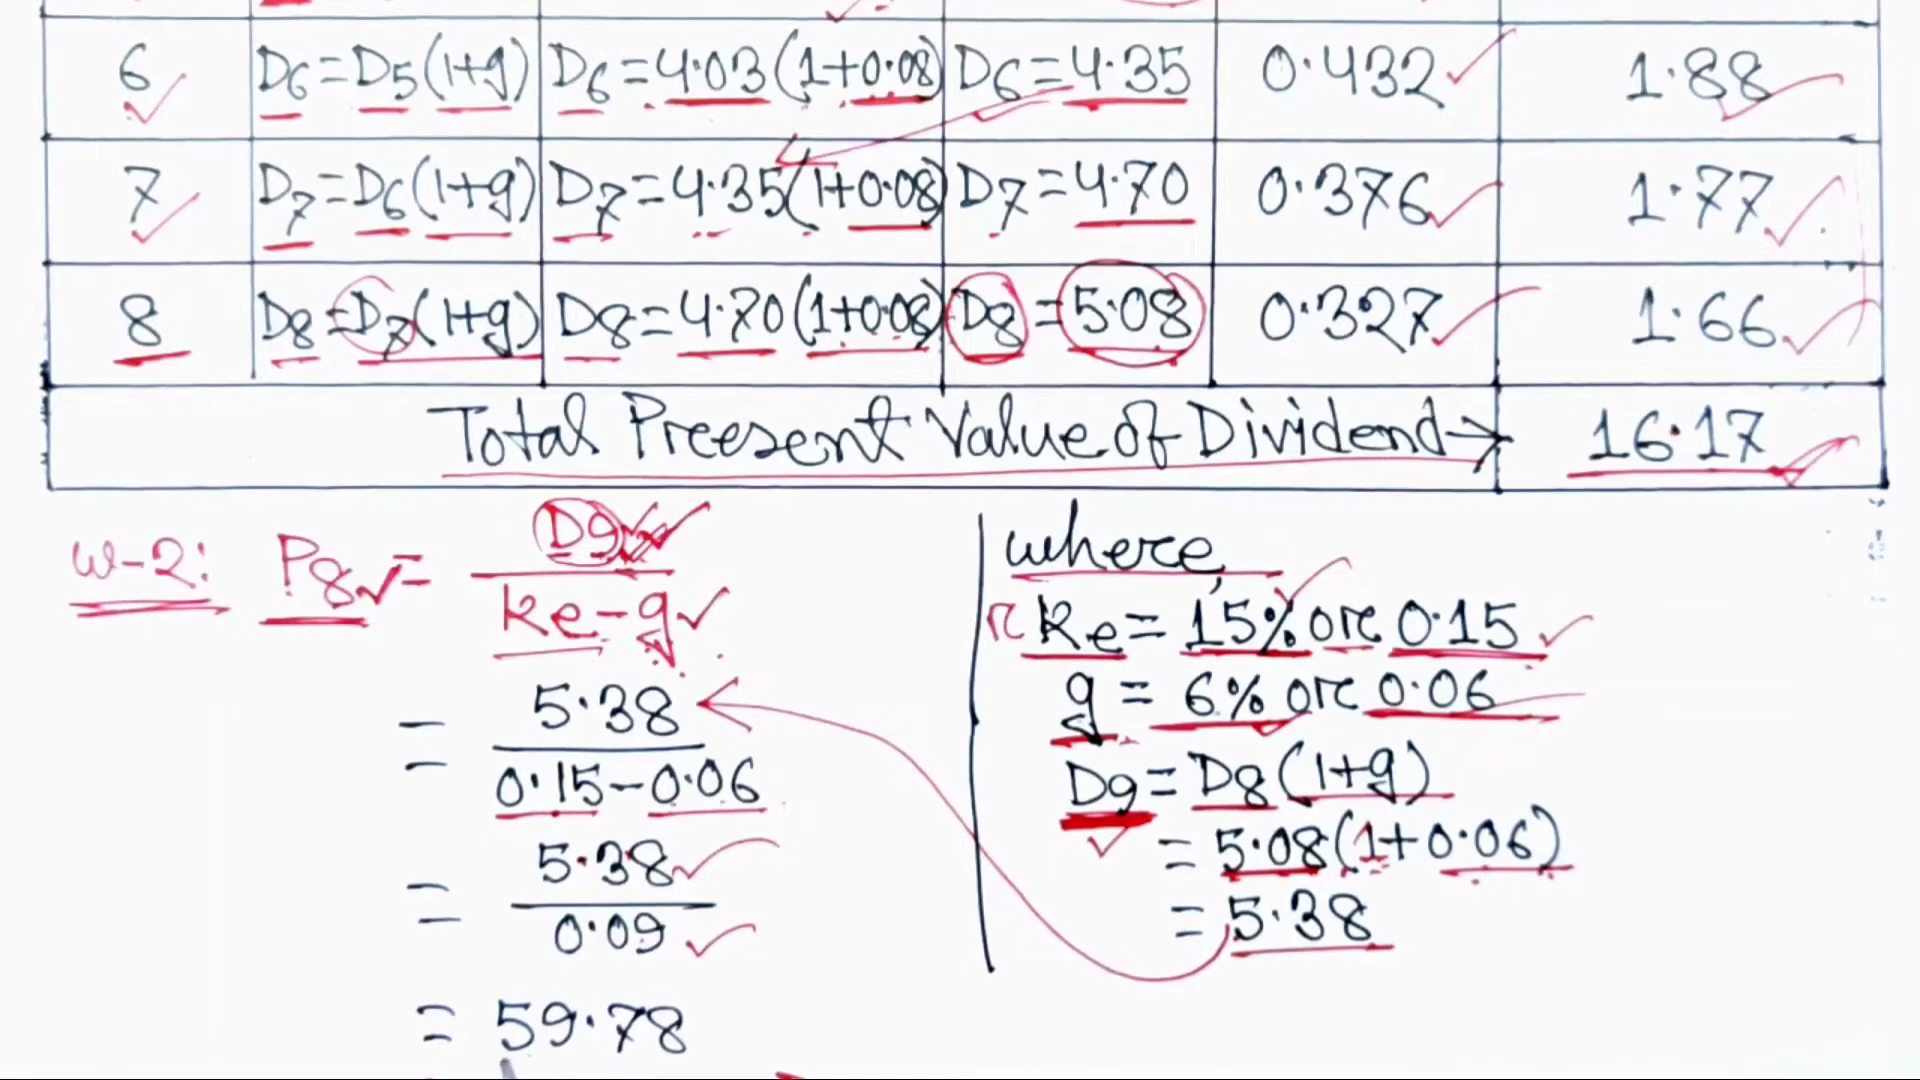 6 D6=D5(1+g) D6=4.03(1+0.08) D6=4.35 0.432 1.88
7 D7=D6(1+g) D7=4.35(1+0.08) D7=4.70 0.376 1.77
8 D8=D7(1+g) D8=4.70(1+0.08) D8=5.08 0.327 1.66
Total Preesent Value of Dividend→ 16.17
W-2: P8 = D9 / Ke-g
= 5.38 / 0.15-0.06
= 5.38 / 0.09
= 59.78
where,
Ke = 15% or 0.15
g = 6% or 0.06
D9 = D8(1+g)
= 5.08(1+0.06)
= 5.38